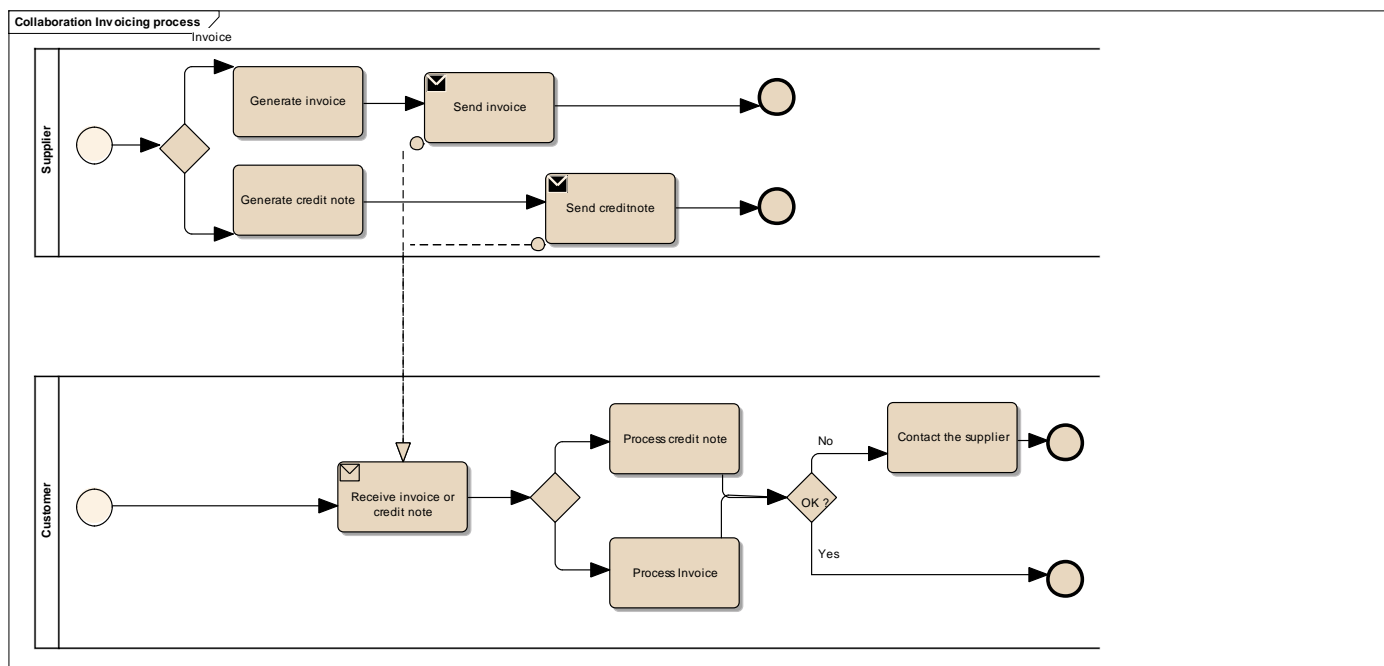 Collaboration Invoicing process
Invoice
Supplier
Generate invoice
Send invoice
Generate credit note
Send creditnote
Customer
Receive invoice or
credit note
Process credit note
Process Invoice
OK ?
No
Yes
Contact the supplier